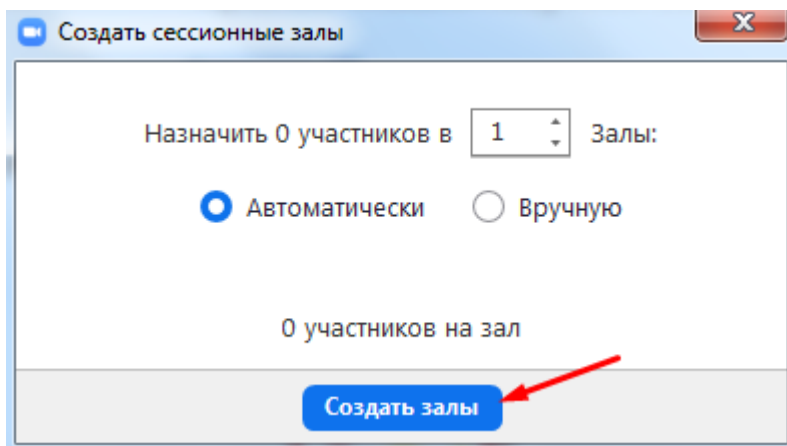 Создать сессионные залы
Назначить 0 участников в 1 Залы:
Автоматически Вручную
0 участников на зал
Создать залы